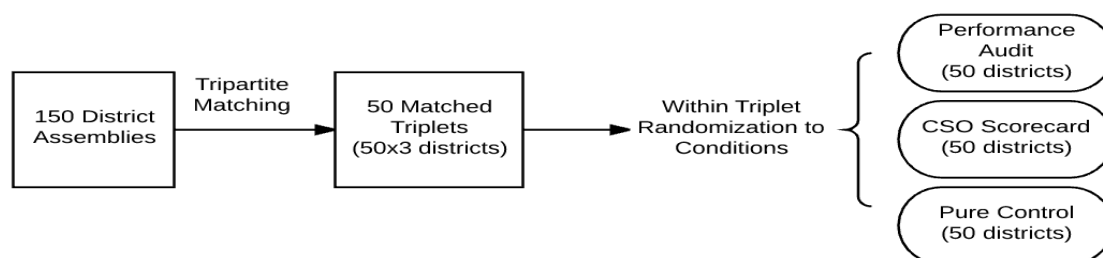 150 District
Assemblies
Tripartite
Matching
50 Matched
Triplets
(50x3 districts)
Within Triplet
Randomization to
Conditions
Performance
Audit
(50 districts)
CSO Scorecard
(50 districts)
Pure Control
(50 districts)